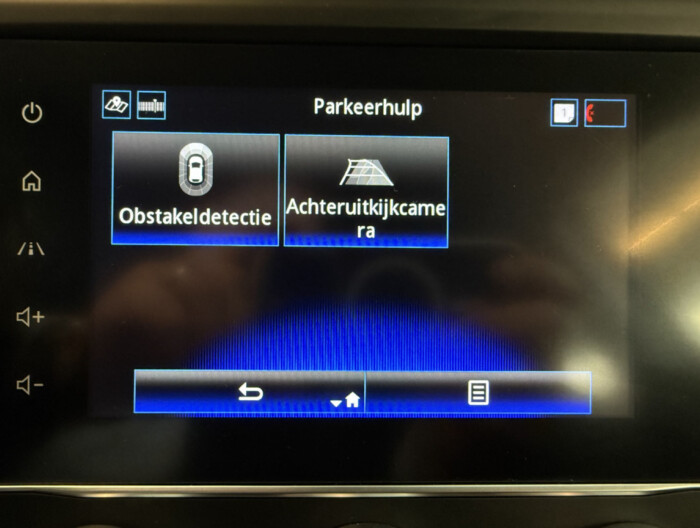 Parkeerhulp
Obstakeldetectie
Achteruitkijkcame
ra